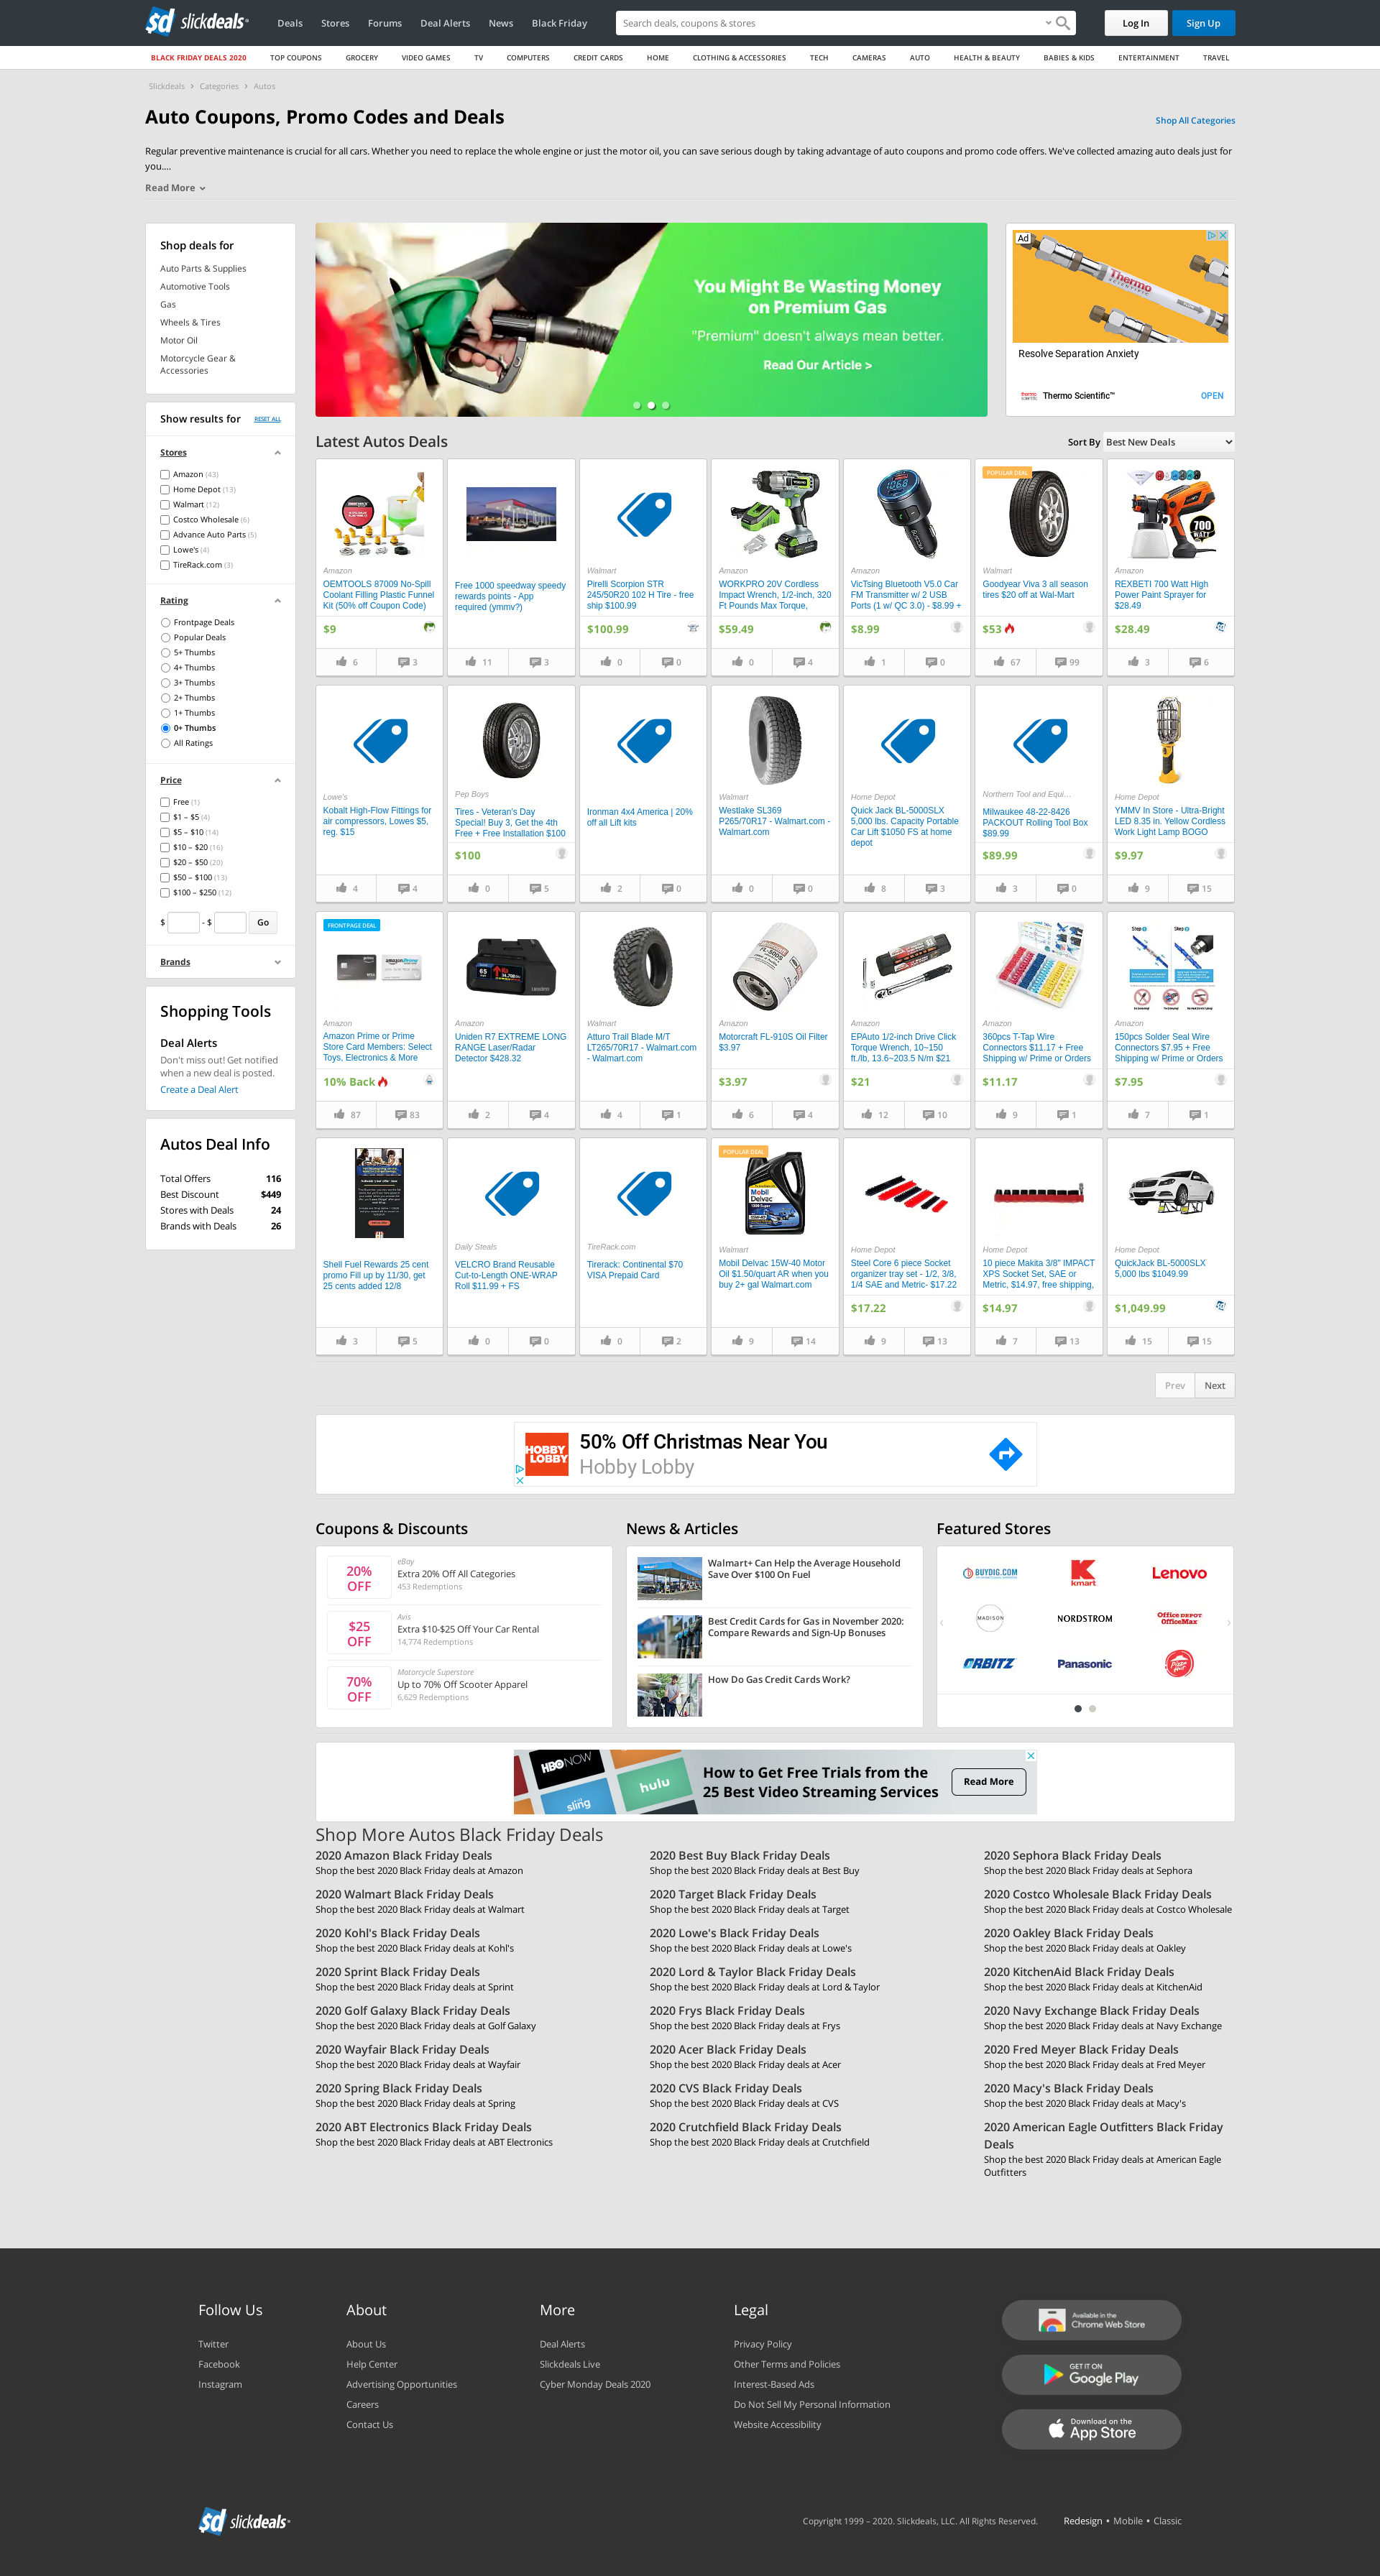 slickdeals
Deals
Stores
Forums
Deal Alerts
News
Black Friday
Search deals, coupons & stores
Log In
Sign Up
BLACK FRIDAY DEALS 2020
TOP COUPONS
GROCERY
VIDEO GAMES
TV
COMPUTERS
CREDIT CARDS
HOME
CLOTHING & ACCESSORIES
TECH
CAMERAS
AUTO
HEALTH & BEAUTY
BABIES & KIDS
ENTERTAINMENT
TRAVEL
Slickdeals > Categories > Autos
Auto Coupons, Promo Codes and Deals
Shop All Categories
Regular preventive maintenance is crucial for all cars. Whether you need to replace the whole engine or just the motor oil, you can save serious dough by taking advantage of auto coupons and promo code offers. We've collected amazing auto deals just for
you....
Read More
Shop deals for
Auto Parts & Supplies
Automotive Tools
Gas
Wheels & Tires
Motor Oil
Motorcycle Gear &
Accessories
Show results for
RESET ALL
Stores
Amazon (43)
Home Depot (13)
Walmart (12)
Costco Wholesale (6)
Advance Auto Parts (5)
Lowe's (4)
TireRack.com (3)
Rating
Frontpage Deals
Popular Deals
5+ Thumbs
4+ Thumbs
3+ Thumbs
2+ Thumbs
1+ Thumbs
0+ Thumbs
All Ratings
Price
Free (1)
$1 – $5 (4)
$5 – $10 (14)
$10 – $20 (16)
$20 – $50 (20)
$50 – $100 (13)
$100 – $250 (12)
$ - $ Go
Brands
Shopping Tools
Deal Alerts
Don't miss out! Get notified
when a new deal is posted.
Create a Deal Alert
Autos Deal Info
Total Offers 116
Best Discount $449
Stores with Deals 24
Brands with Deals 26
You Might Be Wasting Money
on Premium Gas
"Premium" doesn't always mean better.
Read Our Article >
Ad
Thermo
SCIENTIFIC
Resolve Separation Anxiety
Thermo Scientific™
OPEN
Latest Autos Deals
Sort By Best New Deals
Amazon
OEMTOOLS 87009 No-Spill
Coolant Filling Plastic Funnel
Kit (50% off Coupon Code)
$9
6 3
Free 1000 speedway speedy
rewards points - App
required (ymmv?)
11 3
Walmart
Pirelli Scorpion STR
245/50R20 102 H Tire - free
ship $100.99
$100.99
0 0
Amazon
WORKPRO 20V Cordless
Impact Wrench, 1/2-inch, 320
Ft Pounds Max Torque,
$59.49
0 4
Amazon
VicTsing Bluetooth V5.0 Car
FM Transmitter w/ 2 USB
Ports (1 w/ QC 3.0) - $8.99 +
$8.99
1 0
POPULAR DEAL
Walmart
Goodyear Viva 3 all season
tires $20 off at Wal-Mart
$53
67 99
700
WATT
Amazon
REXBETI 700 Watt High
Power Paint Sprayer for
$28.49
$28.49
3 6
Lowe's
Kobalt High-Flow Fittings for
air compressors, Lowes $5,
reg. $15
4 4
Pep Boys
Tires - Veteran's Day
Special! Buy 3, Get the 4th
Free + Free Installation $100
$100
0 5
Ironman 4x4 America | 20%
off all Lift kits
2 0
Walmart
Westlake SL369
P265/70R17 - Walmart.com -
Walmart.com
0 0
Home Depot
Quick Jack BL-5000SLX
5,000 lbs. Capacity Portable
Car Lift $1050 FS at home
depot
8 3
Northern Tool and Equi...
Milwaukee 48-22-8426
PACKOUT Rolling Tool Box
$89.99
$89.99
3 0
Home Depot
YMMV In Store - Ultra-Bright
LED 8.35 in. Yellow Cordless
Work Light Lamp BOGO
$9.97
9 15
FRONTPAGE DEAL
Amazon
Amazon Prime or Prime
Store Card Members: Select
Toys, Electronics & More
10% Back
87 83
Amazon
Uniden R7 EXTREME LONG
RANGE Laser/Radar
Detector $428.32
2 4
Walmart
Atturo Trail Blade M/T
LT265/70R17 - Walmart.com
- Walmart.com
4 1
Amazon
Motorcraft FL-910S Oil Filter
$3.97
$3.97
6 4
Amazon
EPAuto 1/2-inch Drive Click
Torque Wrench, 10~150
ft./lb, 13.6~203.5 N/m $21
$21
12 10
Amazon
360pcs T-Tap Wire
Connectors $11.17 + Free
Shipping w/ Prime or Orders
$11.17
9 1
Amazon
150pcs Solder Seal Wire
Connectors $7.95 + Free
Shipping w/ Prime or Orders
$7.95
7 1
Shell Fuel Rewards 25 cent
promo Fill up by 11/30, get
25 cents added 12/8
3 5
Daily Steals
VELCRO Brand Reusable
Cut-to-Length ONE-WRAP
Roll $11.99 + FS
0 0
TireRack.com
Tirerack: Continental $70
VISA Prepaid Card
0 2
POPULAR DEAL
Mobil
Delvac
Walmart
Mobil Delvac 15W-40 Motor
Oil $1.50/quart AR when you
buy 2+ gal Walmart.com
9 14
Home Depot
Steel Core 6 piece Socket
organizer tray set - 1/2, 3/8,
1/4 SAE and Metric- $17.22
$17.22
9 13
Home Depot
10 piece Makita 3/8" IMPACT
XPS Socket Set, SAE or
Metric, $14.97, free shipping,
$14.97
7 13
Home Depot
QuickJack BL-5000SLX
5,000 lbs $1049.99
$1,049.99
15 15
Prev
Next
HOBBY
LOBBY
50% Off Christmas Near You
Hobby Lobby
Coupons & Discounts
20%
OFF
eBay
Extra 20% Off All Categories
453 Redemptions
$25
OFF
Avis
Extra $10-$25 Off Your Car Rental
14,774 Redemptions
70%
OFF
Motorcycle Superstore
Up to 70% Off Scooter Apparel
6,629 Redemptions
News & Articles
Walmart+ Can Help the Average Household
Save Over $100 On Fuel
Best Credit Cards for Gas in November 2020:
Compare Rewards and Sign-Up Bonuses
How Do Gas Credit Cards Work?
Featured Stores
BUYDIG.COM
Kmart
Lenovo
MADISON
NORDSTROM
Office DEPOT
OfficeMax
ORBITZ
Panasonic
Pizza Hut
HBO NOW
hulu
sling
How to Get Free Trials from the
25 Best Video Streaming Services
Read More
Shop More Autos Black Friday Deals
2020 Amazon Black Friday Deals
Shop the best 2020 Black Friday deals at Amazon
2020 Best Buy Black Friday Deals
Shop the best 2020 Black Friday deals at Best Buy
2020 Sephora Black Friday Deals
Shop the best 2020 Black Friday deals at Sephora
2020 Walmart Black Friday Deals
Shop the best 2020 Black Friday deals at Walmart
2020 Target Black Friday Deals
Shop the best 2020 Black Friday deals at Target
2020 Costco Wholesale Black Friday Deals
Shop the best 2020 Black Friday deals at Costco Wholesale
2020 Kohl's Black Friday Deals
Shop the best 2020 Black Friday deals at Kohl's
2020 Lowe's Black Friday Deals
Shop the best 2020 Black Friday deals at Lowe's
2020 Oakley Black Friday Deals
Shop the best 2020 Black Friday deals at Oakley
2020 Sprint Black Friday Deals
Shop the best 2020 Black Friday deals at Sprint
2020 Lord & Taylor Black Friday Deals
Shop the best 2020 Black Friday deals at Lord & Taylor
2020 KitchenAid Black Friday Deals
Shop the best 2020 Black Friday deals at KitchenAid
2020 Golf Galaxy Black Friday Deals
Shop the best 2020 Black Friday deals at Golf Galaxy
2020 Frys Black Friday Deals
Shop the best 2020 Black Friday deals at Frys
2020 Navy Exchange Black Friday Deals
Shop the best 2020 Black Friday deals at Navy Exchange
2020 Wayfair Black Friday Deals
Shop the best 2020 Black Friday deals at Wayfair
2020 Acer Black Friday Deals
Shop the best 2020 Black Friday deals at Acer
2020 Fred Meyer Black Friday Deals
Shop the best 2020 Black Friday deals at Fred Meyer
2020 Spring Black Friday Deals
Shop the best 2020 Black Friday deals at Spring
2020 CVS Black Friday Deals
Shop the best 2020 Black Friday deals at CVS
2020 Macy's Black Friday Deals
Shop the best 2020 Black Friday deals at Macy's
2020 ABT Electronics Black Friday Deals
Shop the best 2020 Black Friday deals at ABT Electronics
2020 Crutchfield Black Friday Deals
Shop the best 2020 Black Friday deals at Crutchfield
2020 American Eagle Outfitters Black Friday
Deals
Shop the best 2020 Black Friday deals at American Eagle
Outfitters
Follow Us
Twitter
Facebook
Instagram
About
About Us
Help Center
Advertising Opportunities
Careers
Contact Us
More
Deal Alerts
Slickdeals Live
Cyber Monday Deals 2020
Legal
Privacy Policy
Other Terms and Policies
Interest-Based Ads
Do Not Sell My Personal Information
Website Accessibility
Available in the
Chrome Web Store
GET IT ON
Google Play
Download on the
App Store
slickdeals
Copyright 1999 – 2020. Slickdeals, LLC. All Rights Reserved.
Redesign • Mobile • Classic